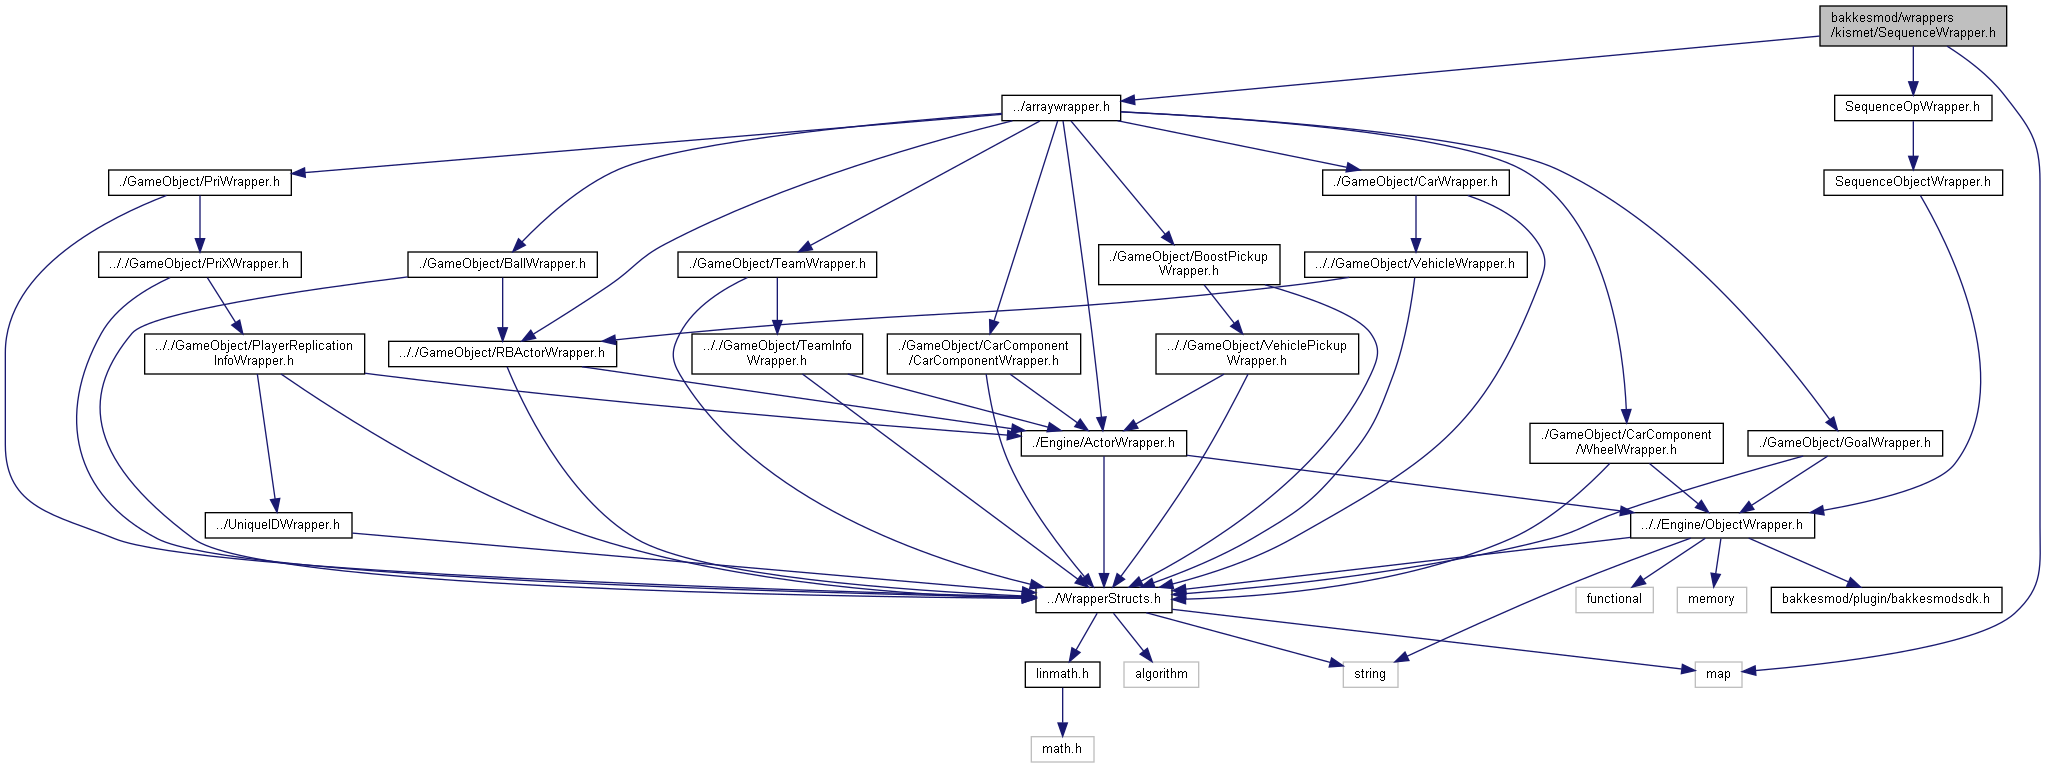 bakkesmod/wrappers
/kismet/SequenceWrapper.h
../arraywrapper.h
SequenceOpWrapper.h
./GameObject/PriWrapper.h
./GameObject/CarWrapper.h
SequenceObjectWrapper.h
.././GameObject/PriXWrapper.h
./GameObject/BallWrapper.h
./GameObject/TeamWrapper.h
./GameObject/BoostPickup
Wrapper.h
.././GameObject/VehicleWrapper.h
.././GameObject/PlayerReplication
InfoWrapper.h
.././GameObject/RBActorWrapper.h
.././GameObject/TeamInfo
Wrapper.h
./GameObject/CarComponent
/CarComponentWrapper.h
.././GameObject/VehiclePickup
Wrapper.h
./Engine/ActorWrapper.h
./GameObject/CarComponent
/WheelWrapper.h
./GameObject/GoalWrapper.h
../UniqueIDWrapper.h
.././Engine/ObjectWrapper.h
../WrapperStructs.h
functional
memory
bakkesmod/plugin/bakkesmodsdk.h
linmath.h
algorithm
string
map
math.h